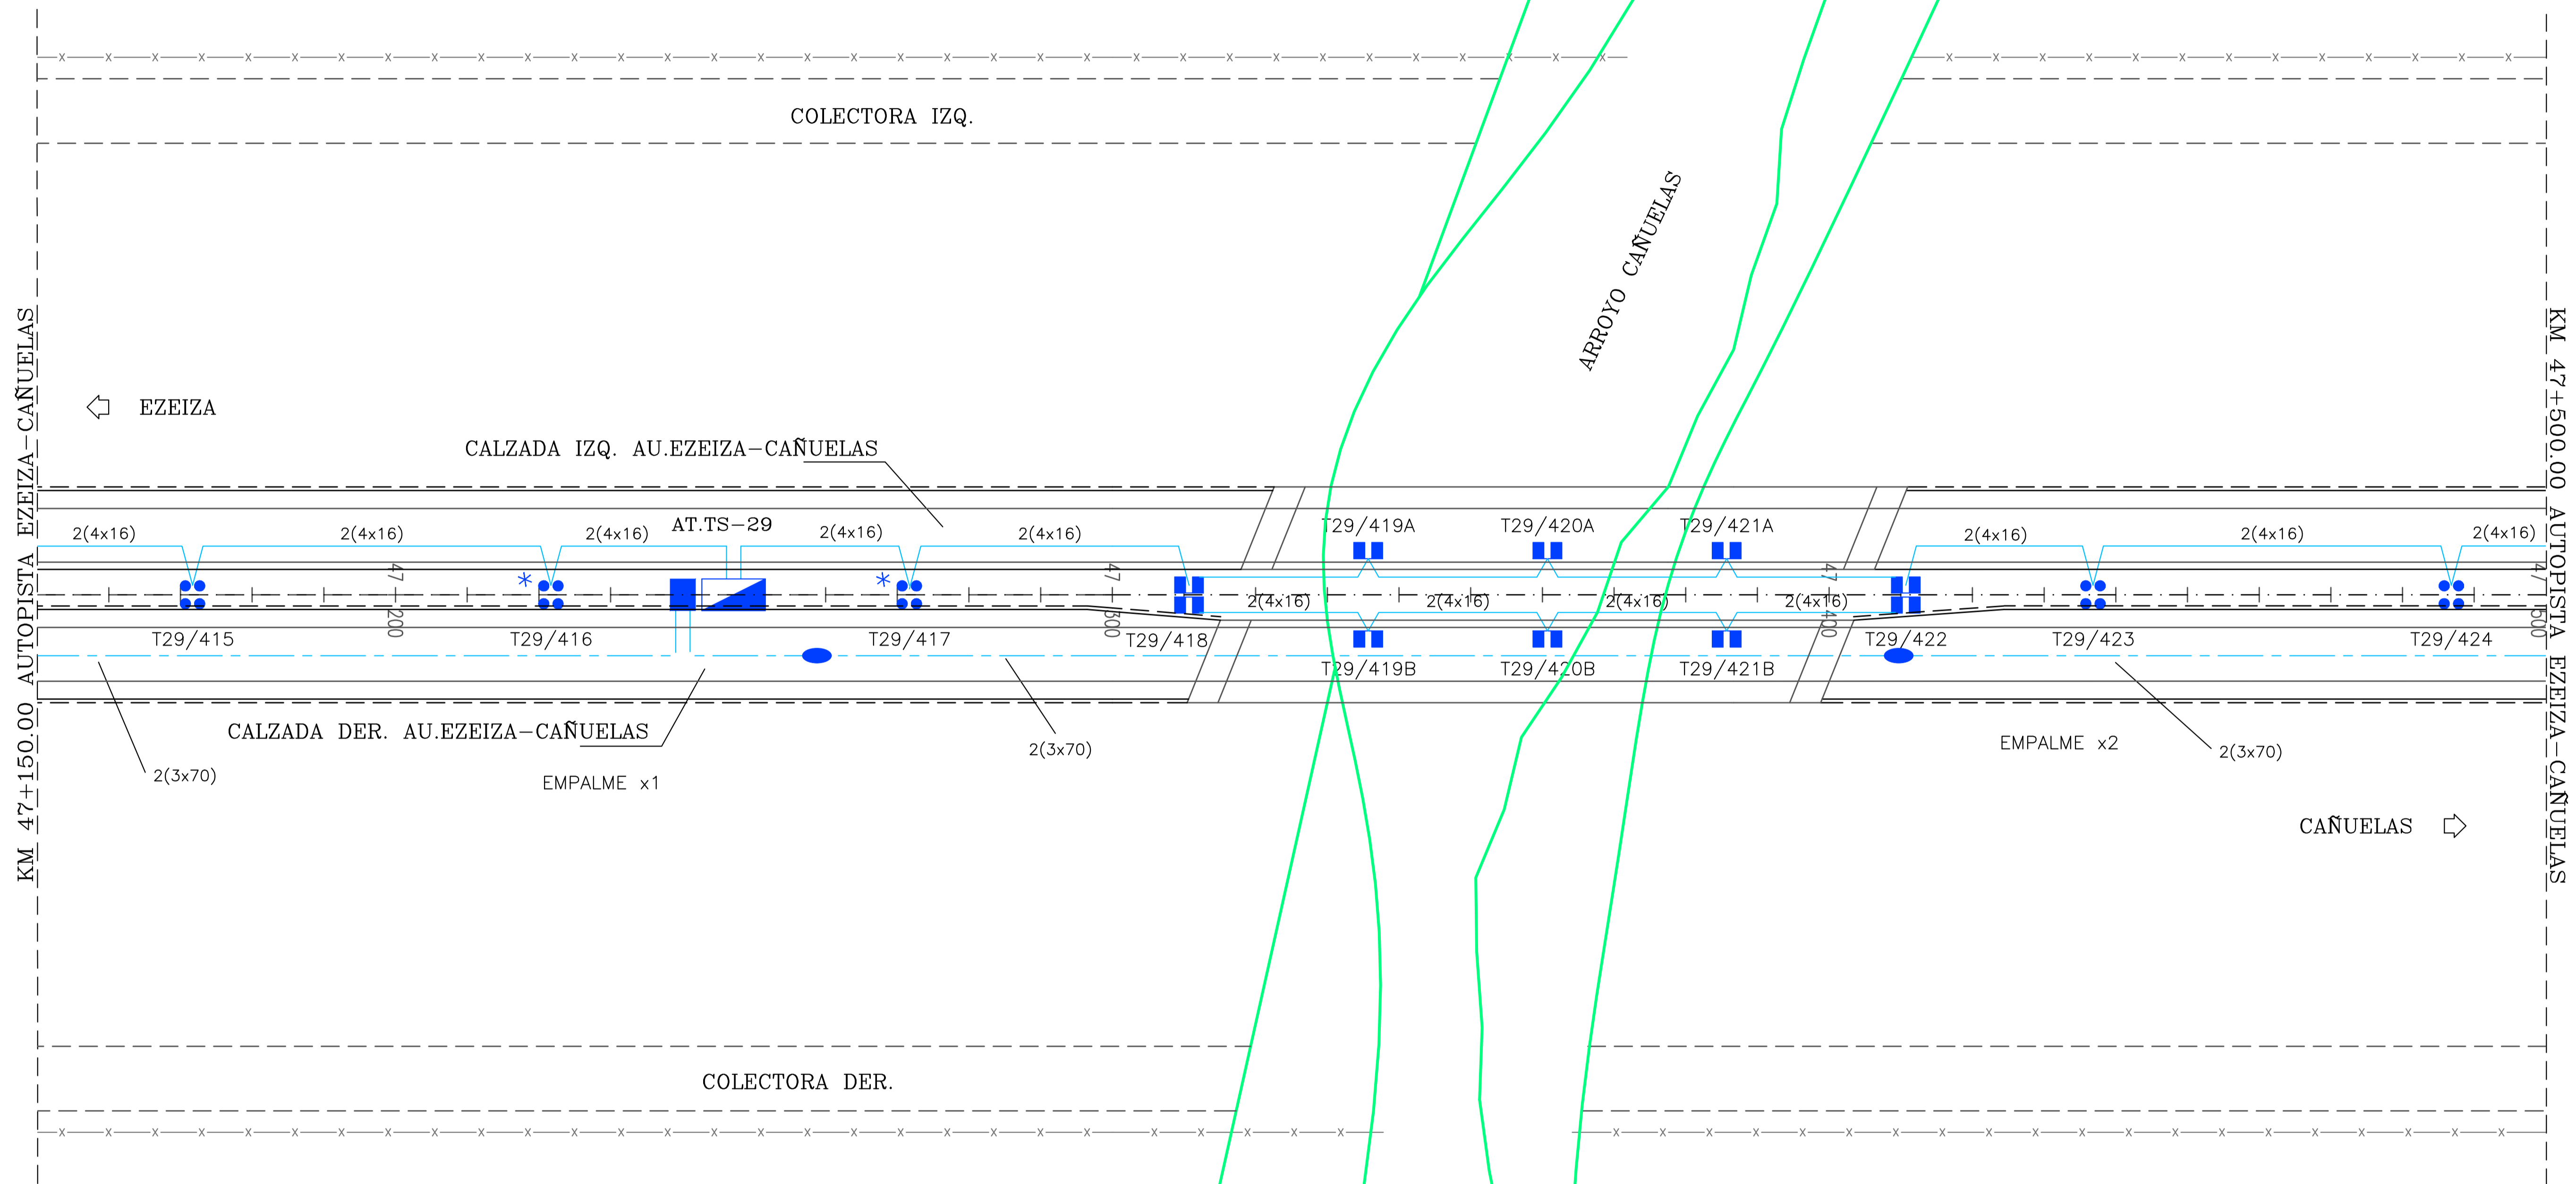 COLECTORA IZQ.
ARROYO CAÑUELAS
KM 47+150.00 AUTOPISTA EZEIZA-CAÑUELAS
KM 47+500.00 AUTOPISTA EZEIZA-CAÑUELAS
EZEIZA
CALZADA IZQ. AU.EZEIZA-CAÑUELAS
AT.TS-29
T29/419A
T29/420A
T29/421A
2(4x16)
2(4x16)
2(4x16)
2(4x16)
2(4x16)
2(4x16)
2(4x16)
2(4x16)
47
200
*
*
47
300
47
400
47
500
2(4x16)
2(4x16)
2(4x16)
2(4x16)
T29/415
T29/416
T29/417
T29/418
T29/422
T29/423
T29/424
T29/419B
T29/420B
T29/421B
CALZADA DER. AU.EZEIZA-CAÑUELAS
2(3x70)
EMPALME x1
2(3x70)
EMPALME x2
2(3x70)
CAÑUELAS
COLECTORA DER.